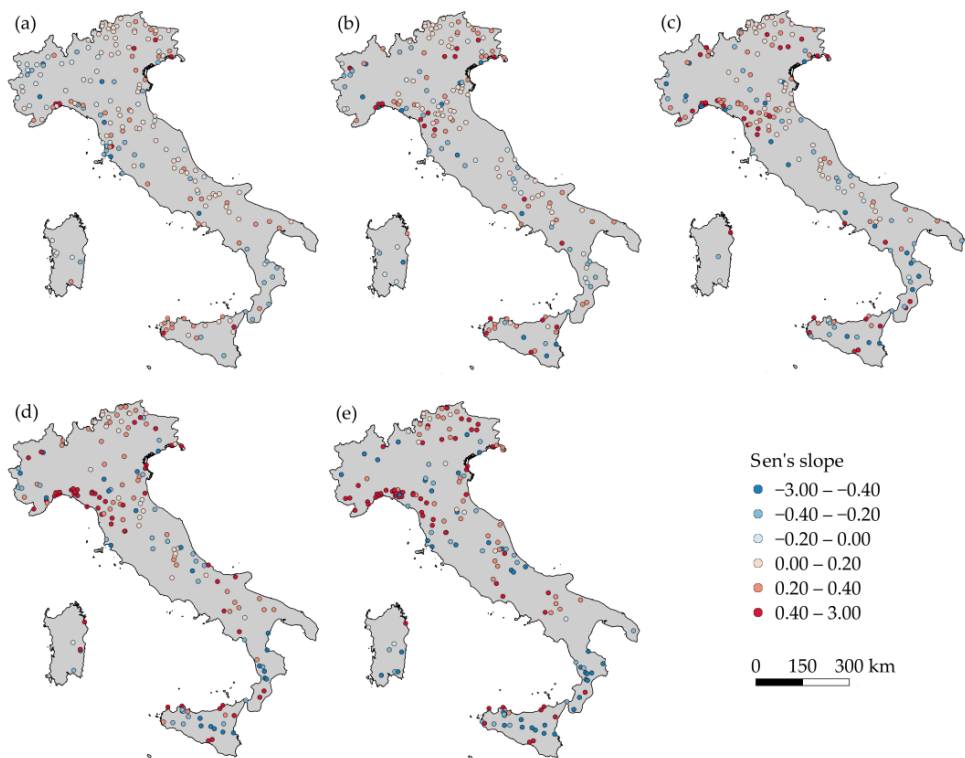 (a)
(b)
(c)
(d)
(e)
Sen's slope
−3.00 – −0.40
−0.40 – −0.20
−0.20 – 0.00
0.00 – 0.20
0.20 – 0.40
0.40 – 3.00
0 150 300 km